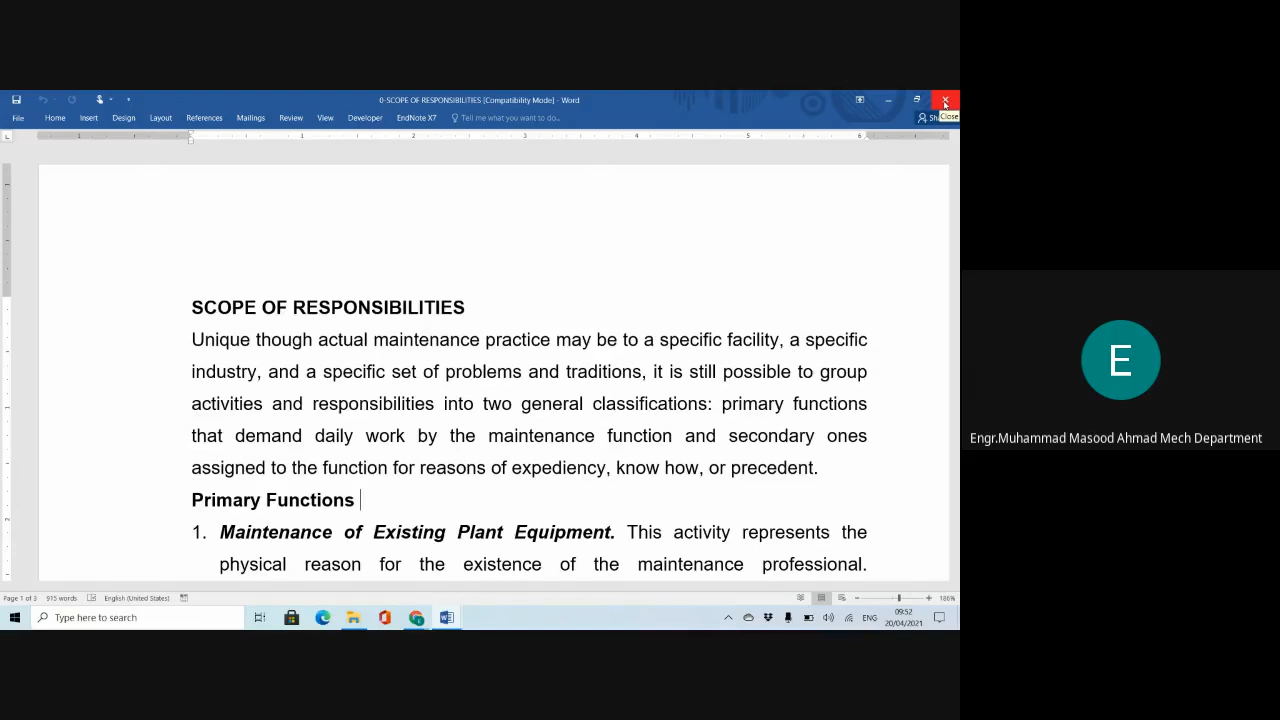 0-SCOPE OF RESPONSIBILITIES [Compatibility Mode] - Word
File Home Insert Design Layout References Mailings Review View Developer EndNote X7 Tell me what you want to do...
Close
SCOPE OF RESPONSIBILITIES
Unique though actual maintenance practice may be to a specific facility, a specific
industry, and a specific set of problems and traditions, it is still possible to group
activities and responsibilities into two general classifications: primary functions
that demand daily work by the maintenance function and secondary ones
assigned to the function for reasons of expediency, know how, or precedent.
Primary Functions
1. Maintenance of Existing Plant Equipment. This activity represents the
physical reason for the existence of the maintenance professional.
Page 1 of 3 915 words English (United States) 186%
Type here to search
ENG
09:52
20/04/2021
E
Engr.Muhammad Masood Ahmad Mech Department